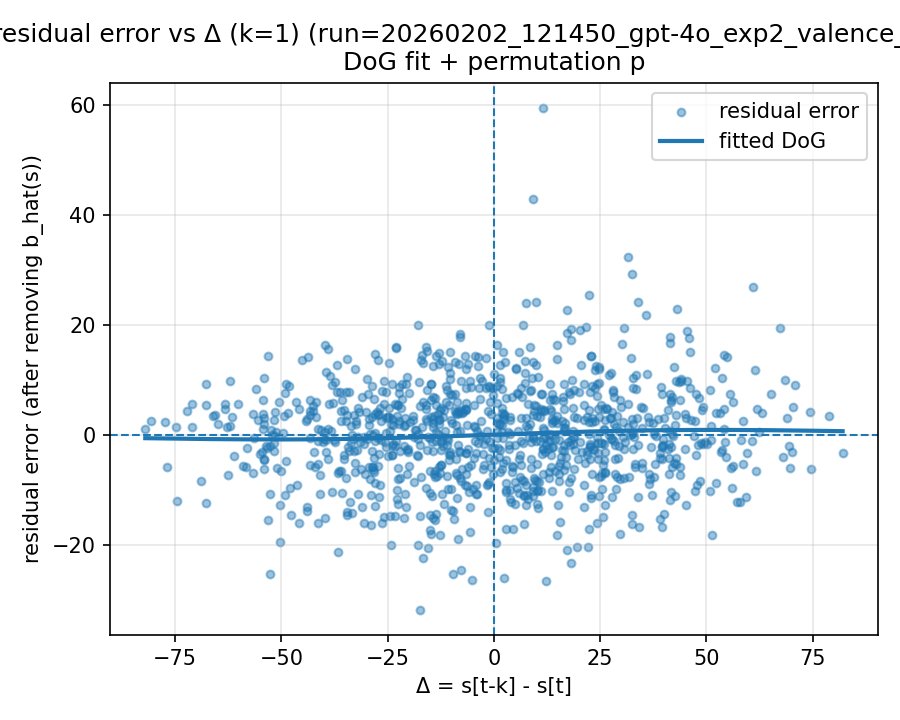 residual error vs Δ (k=1) (run=20260202_121450_gpt-4o_exp2_valence_
DoG fit + permutation p
residual error
fitted DoG
residual error (after removing b_hat(s))
60
40
20
0
−20
−75
−50
−25
0
25
50
75
Δ = s[t-k] - s[t]